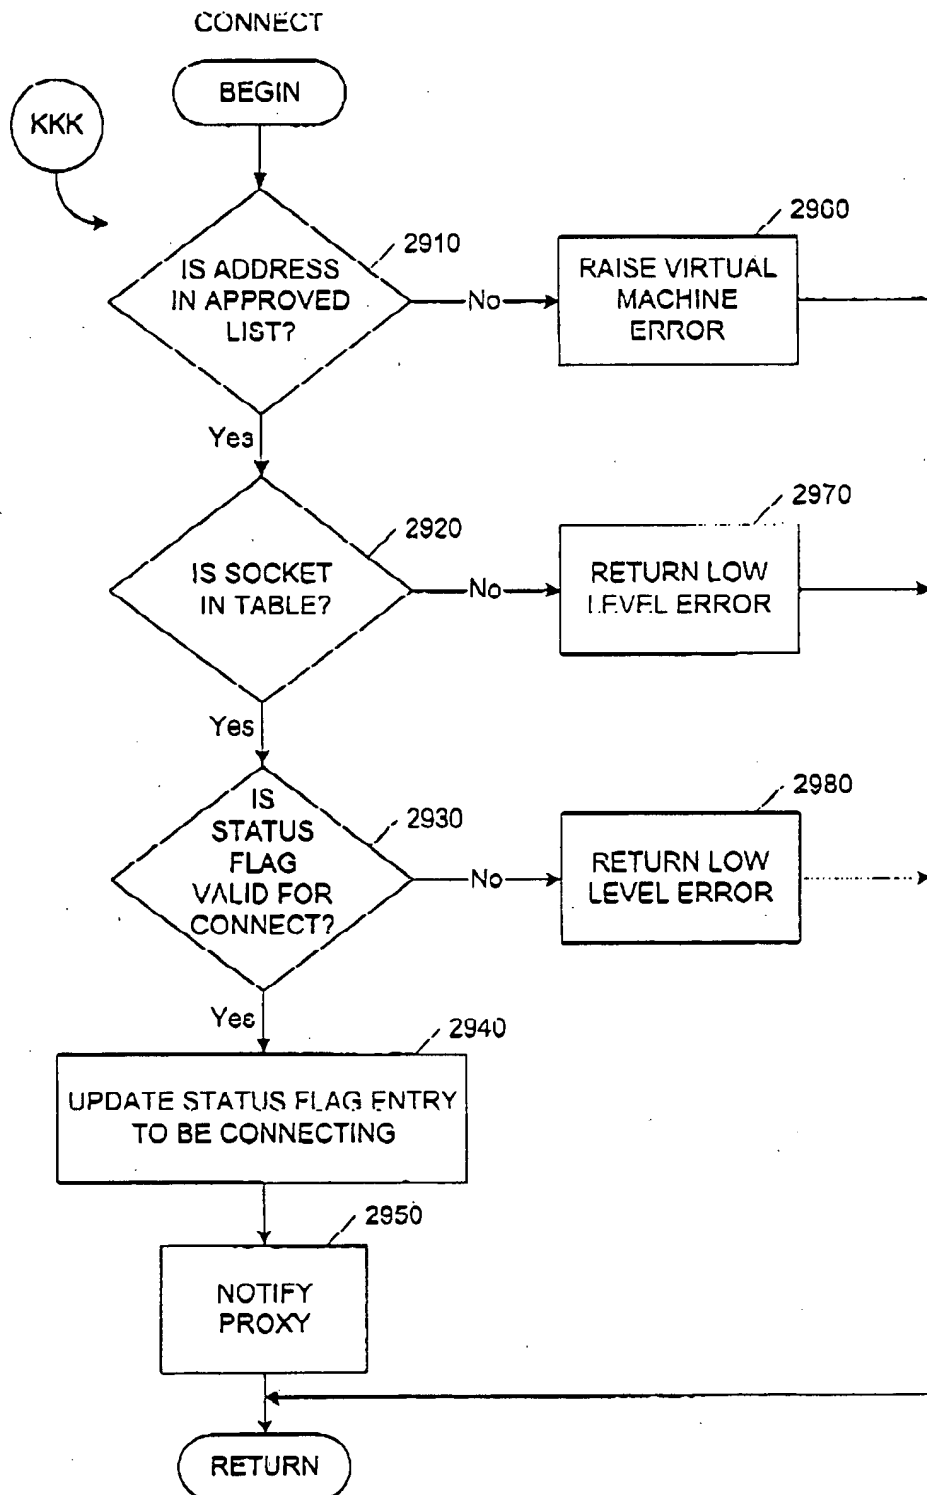 CONNECT
BEGIN
KKK
2910
IS ADDRESS
IN APPROVED
LIST?
No
2960
RAISE VIRTUAL
MACHINE
ERROR
Yes
2920
IS SOCKET
IN TABLE?
No
2970
RETURN LOW
LEVEL ERROR
Yes
2930
IS
STATUS
FLAG
VALID FOR
CONNECT?
No
2980
RETURN LOW
LEVEL ERROR
Yes
2940
UPDATE STATUS FLAG ENTRY
TO BE CONNECTING
2950
NOTIFY
PROXY
RETURN